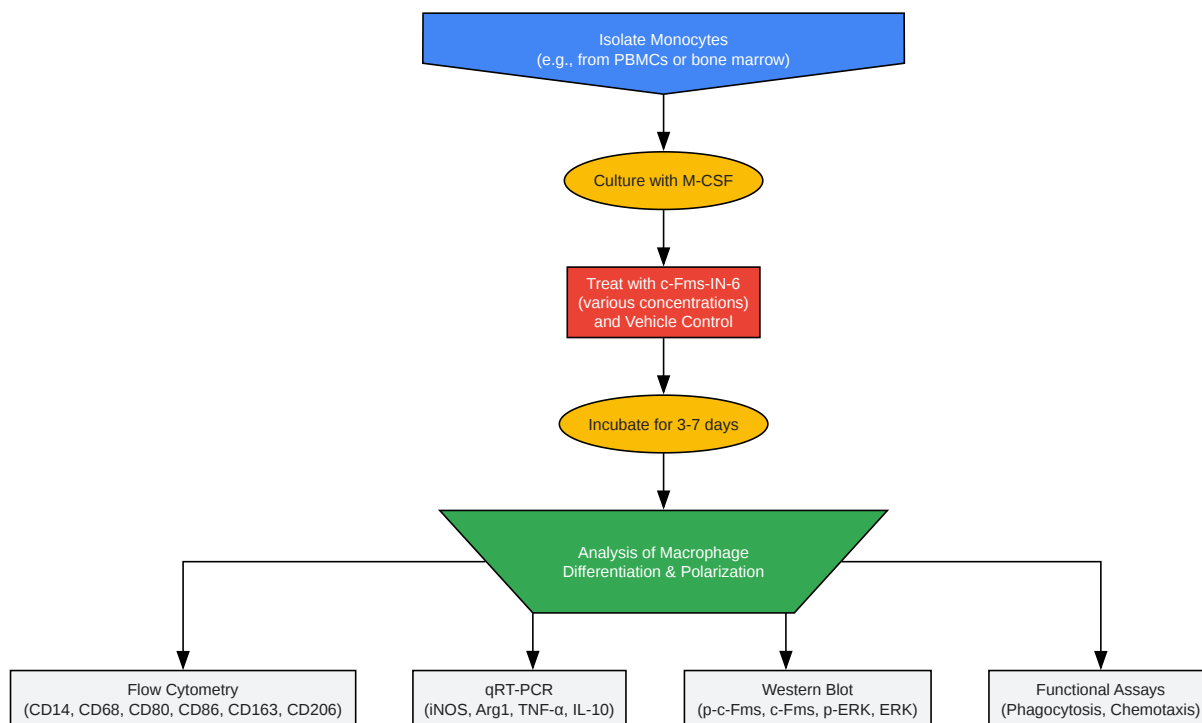 Isolate Monocytes
(e.g., from PBMCs or bone marrow)
Culture with M-CSF
Treat with c-Fms-IN-6
(various concentrations)
and Vehicle Control
Incubate for 3-7 days
Analysis of Macrophage
Differentiation & Polarization
Flow Cytometry
(CD14, CD68, CD80, CD86, CD163, CD206)
qRT-PCR
(iNOS, Arg1, TNF-α, IL-10)
Western Blot
(p-c-Fms, c-Fms, p-ERK, ERK)
Functional Assays
(Phagocytosis, Chemotaxis)